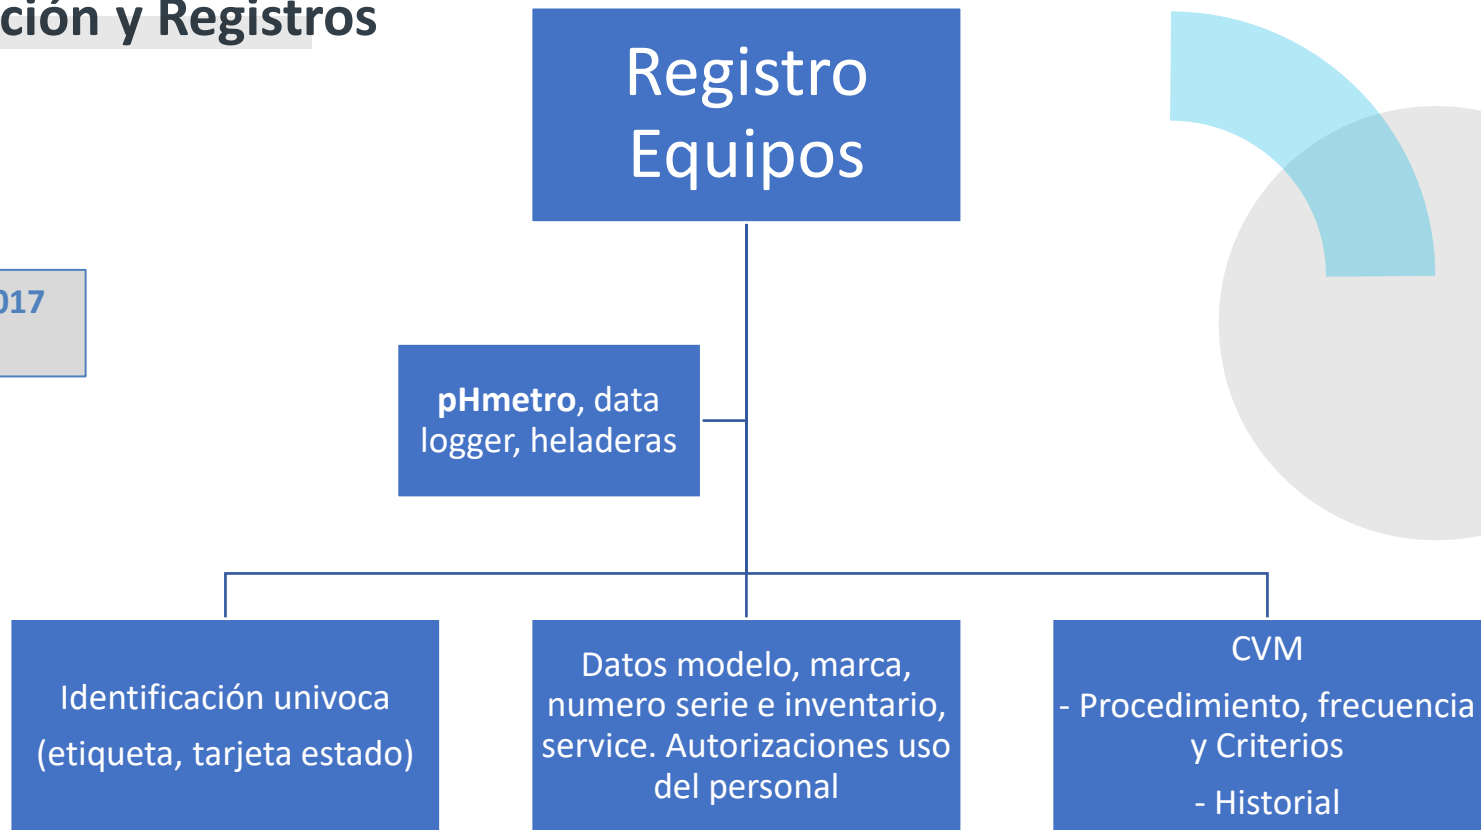 ción y Registros
Registro
Equipos
017
pHmetro, data
logger, heladeras
Identificación univoca
(etiqueta, tarjeta estado)
Datos modelo, marca,
numero serie e inventario,
service. Autorizaciones uso
del personal
CVM
- Procedimiento, frecuencia
y Criterios
- Historial